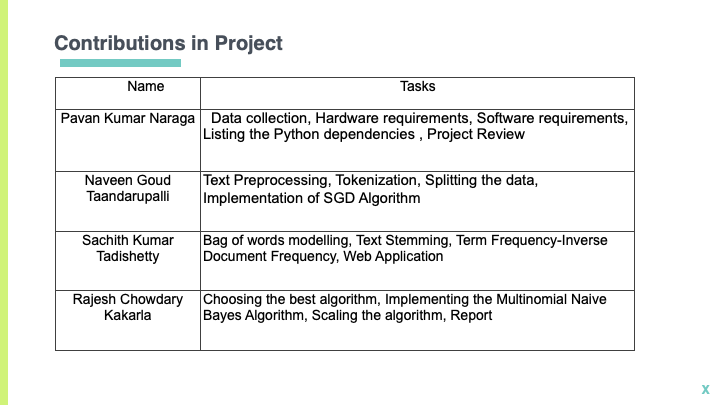 Contributions in Project
Name
Tasks
Pavan Kumar Naraga
Data collection, Hardware requirements, Software requirements,
Listing the Python dependencies , Project Review
Naveen Goud
Taandarupalli
Text Preprocessing, Tokenization, Splitting the data,
Implementation of SGD Algorithm
Sachith Kumar
Tadishetty
Bag of words modelling, Text Stemming, Term Frequency-Inverse
Document Frequency, Web Application
Rajesh Chowdary
Kakarla
Choosing the best algorithm, Implementing the Multinomial Naive
Bayes Algorithm, Scaling the algorithm, Report
X